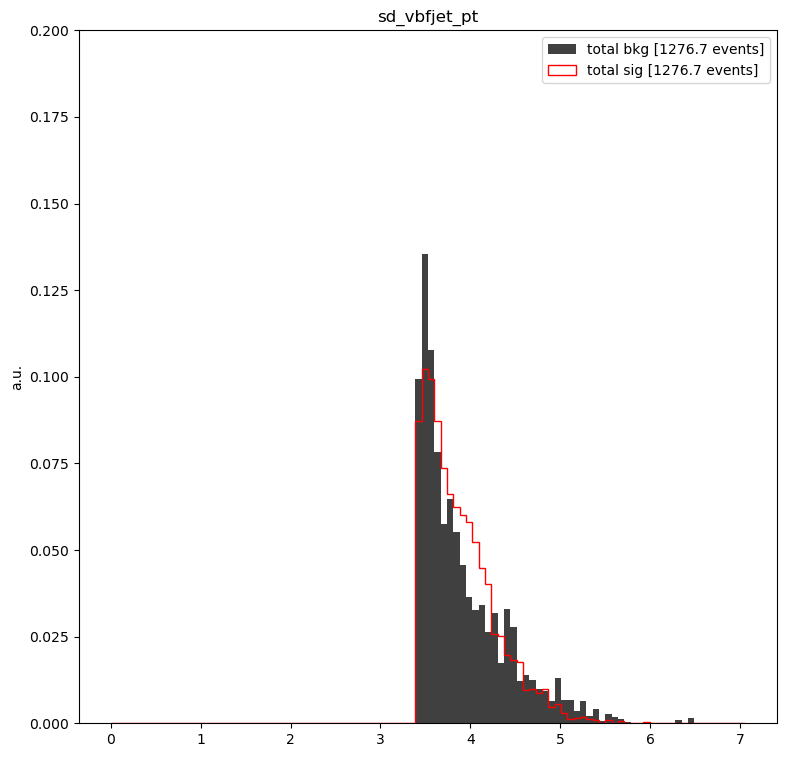 sd_vbfjet_pt
total bkg [1276.7 events]
total sig [1276.7 events]
a.u.
0.200
0.175
0.150
0.125
0.100
0.075
0.050
0.025
0.000
0 1 2 3 4 5 6 7